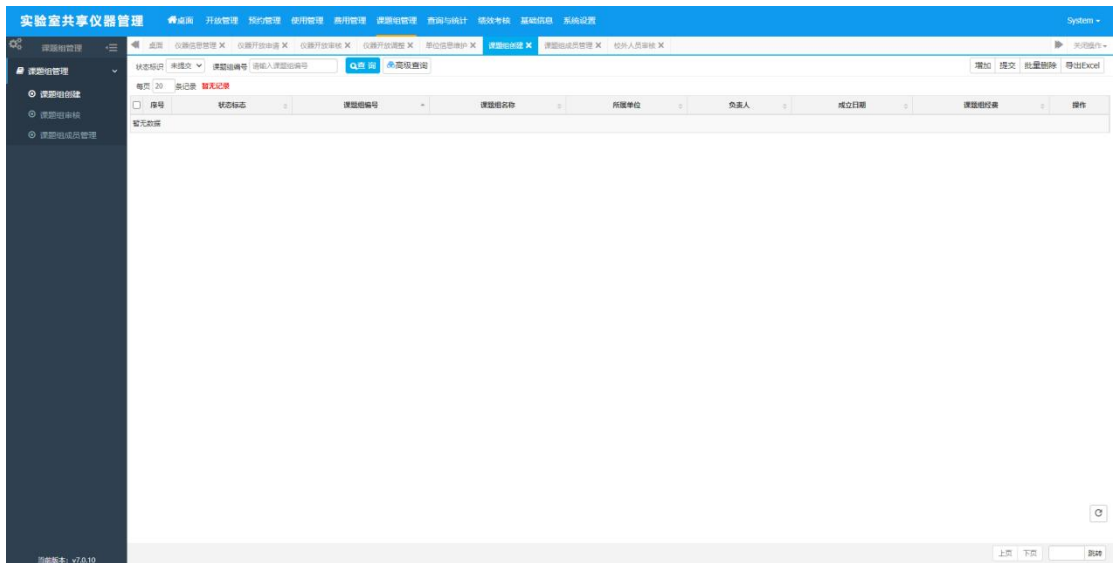 实验室共享仪器管理 桌面 开放管理 预约管理 使用管理 费用管理 课题组管理 查询与统计 绩效考核 基础信息 系统设置 System
课题组管理 桌面 仪器信息管理 X 仪器开放申请 X 仪器开放审核 X 仪器开放调整 X 单位信息维护 X 课题组创建 X 课题组成员管理 X 校外人员审核 X 关闭操作
课题组管理 状态标识 未提交 课题组编号 请输入课题组编号 查 询 高级查询 增加 提交 批量删除 导出Excel
每页 20 条记录 暂无记录
课题组创建 序号 状态标志 课题组编号 课题组名称 所属单位 负责人 成立日期 课题组经费 操作
课题组审核 暂无数据
课题组成员管理
上页 下页 跳转
当前版本：v7.0.10